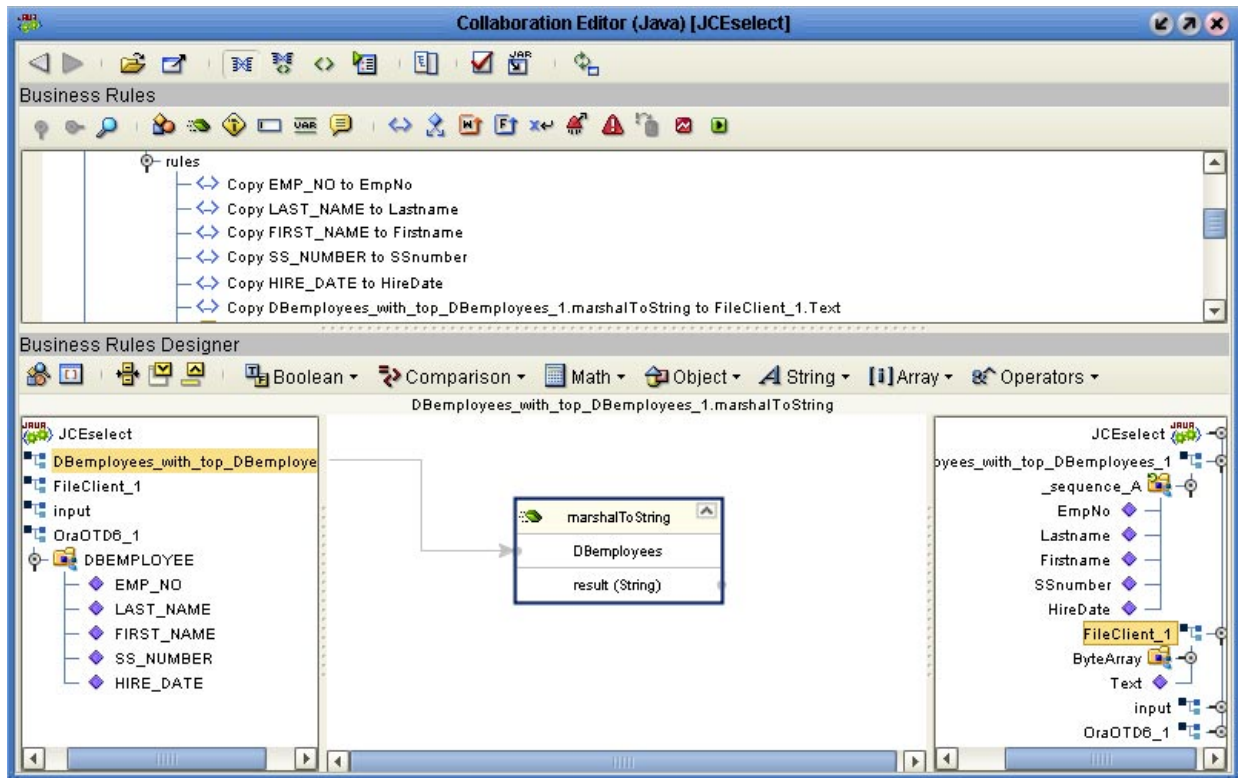 Collaboration Editor (Java) [JCEselect]
JAR
Business Rules
VAR
rules
Copy EMP_NO to EmpNo
Copy LAST_NAME to Lastname
Copy FIRST_NAME to Firstname
Copy SS_NUMBER to SSnumber
Copy HIRE_DATE to HireDate
Copy DBemployees_with_top_DBemployees_1.marshalToString to FileClient_1.Text
Business Rules Designer
Boolean Comparison Math Object String Array Operators
DBemployees_with_top_DBemployees_1.marshalToString
JCEselect
DBemployees_with_top_DBemploye
FileClient_1
input
OraOTD6_1
DBEMPLOYEE
EMP_NO
LAST_NAME
FIRST_NAME
SS_NUMBER
HIRE_DATE
marshalToString
DBemployees
result (String)
JCEselect
oyees_with_top_DBemployees_1
_sequence_A
EmpNo
Lastname
Firstname
SSnumber
HireDate
FileClient_1
ByteArray
Text
input
OraOTD6_1